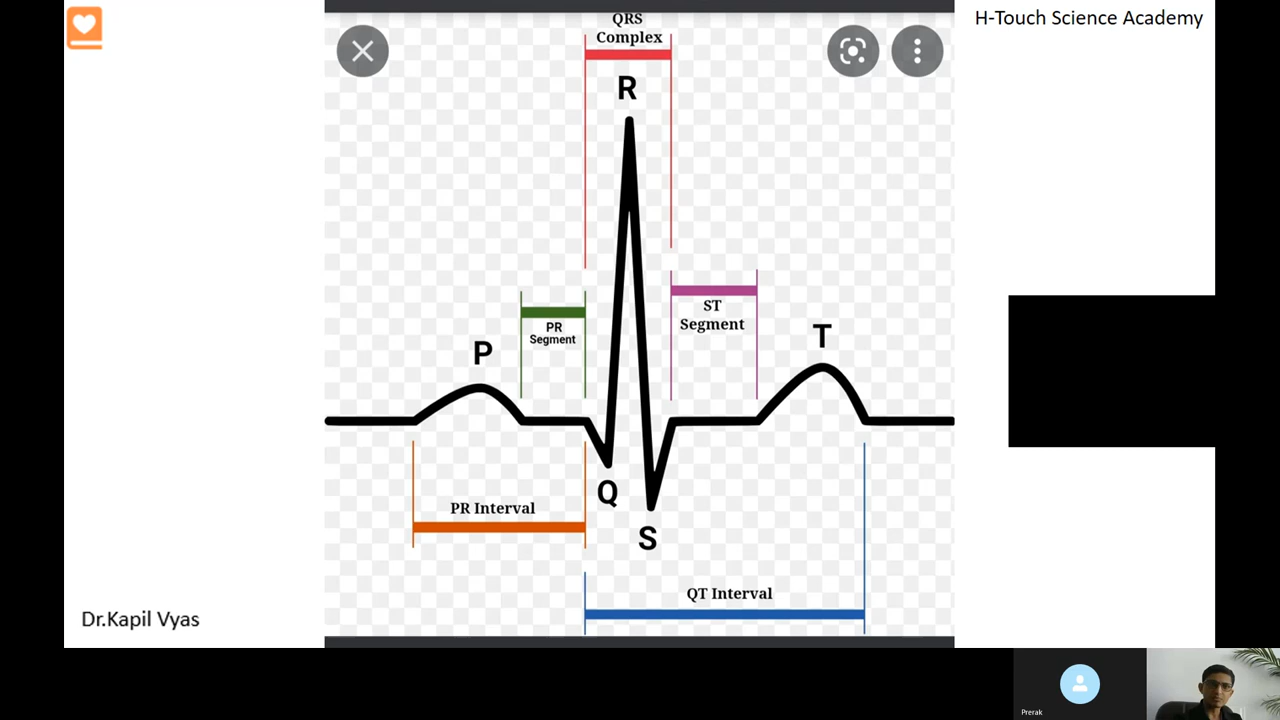 H-Touch Science Academy
QRS
Complex
R
PR
Segment
ST
Segment
P
T
PR Interval
Q
S
QT Interval
Dr.Kapil Vyas
Prerak